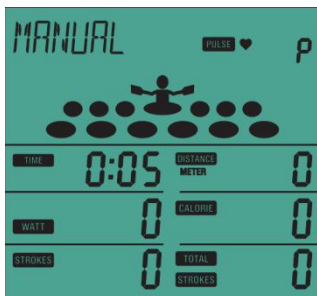 MANUAL PULSE P
TIME 0:05 DISTANCE METER 0
WATT 0 CALORIE 0
STROKES 0 TOTAL STROKES 0